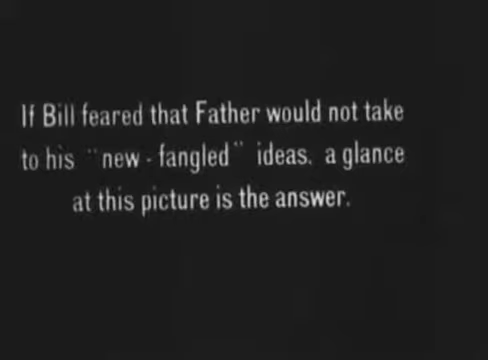 If Bill feared that Father would not take
to his "new-fangled" ideas, a glance
at this picture is the answer.